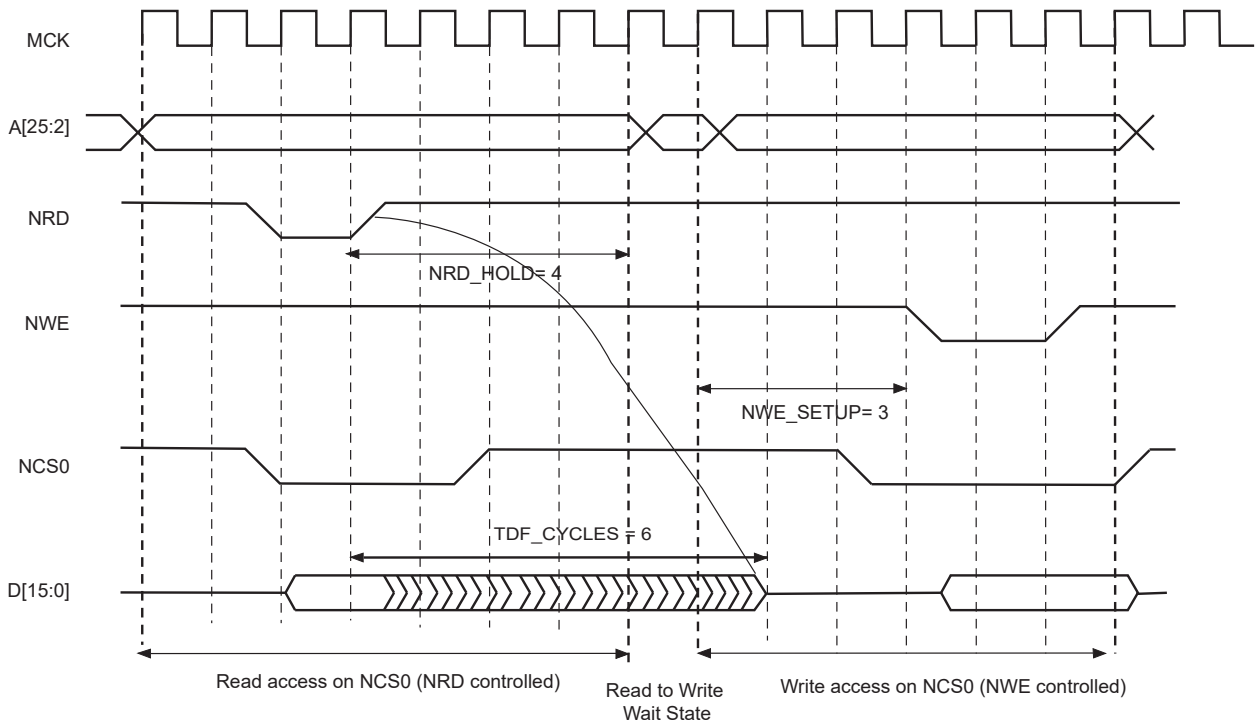 MCK
A[25:2]
NRD
NRD_HOLD= 4
NWE
NWE_SETUP= 3
NCS0
TDF_CYCLES = 6
D[15:0]
Read access on NCS0 (NRD controlled)
Read to Write
Wait State
Write access on NCS0 (NWE controlled)